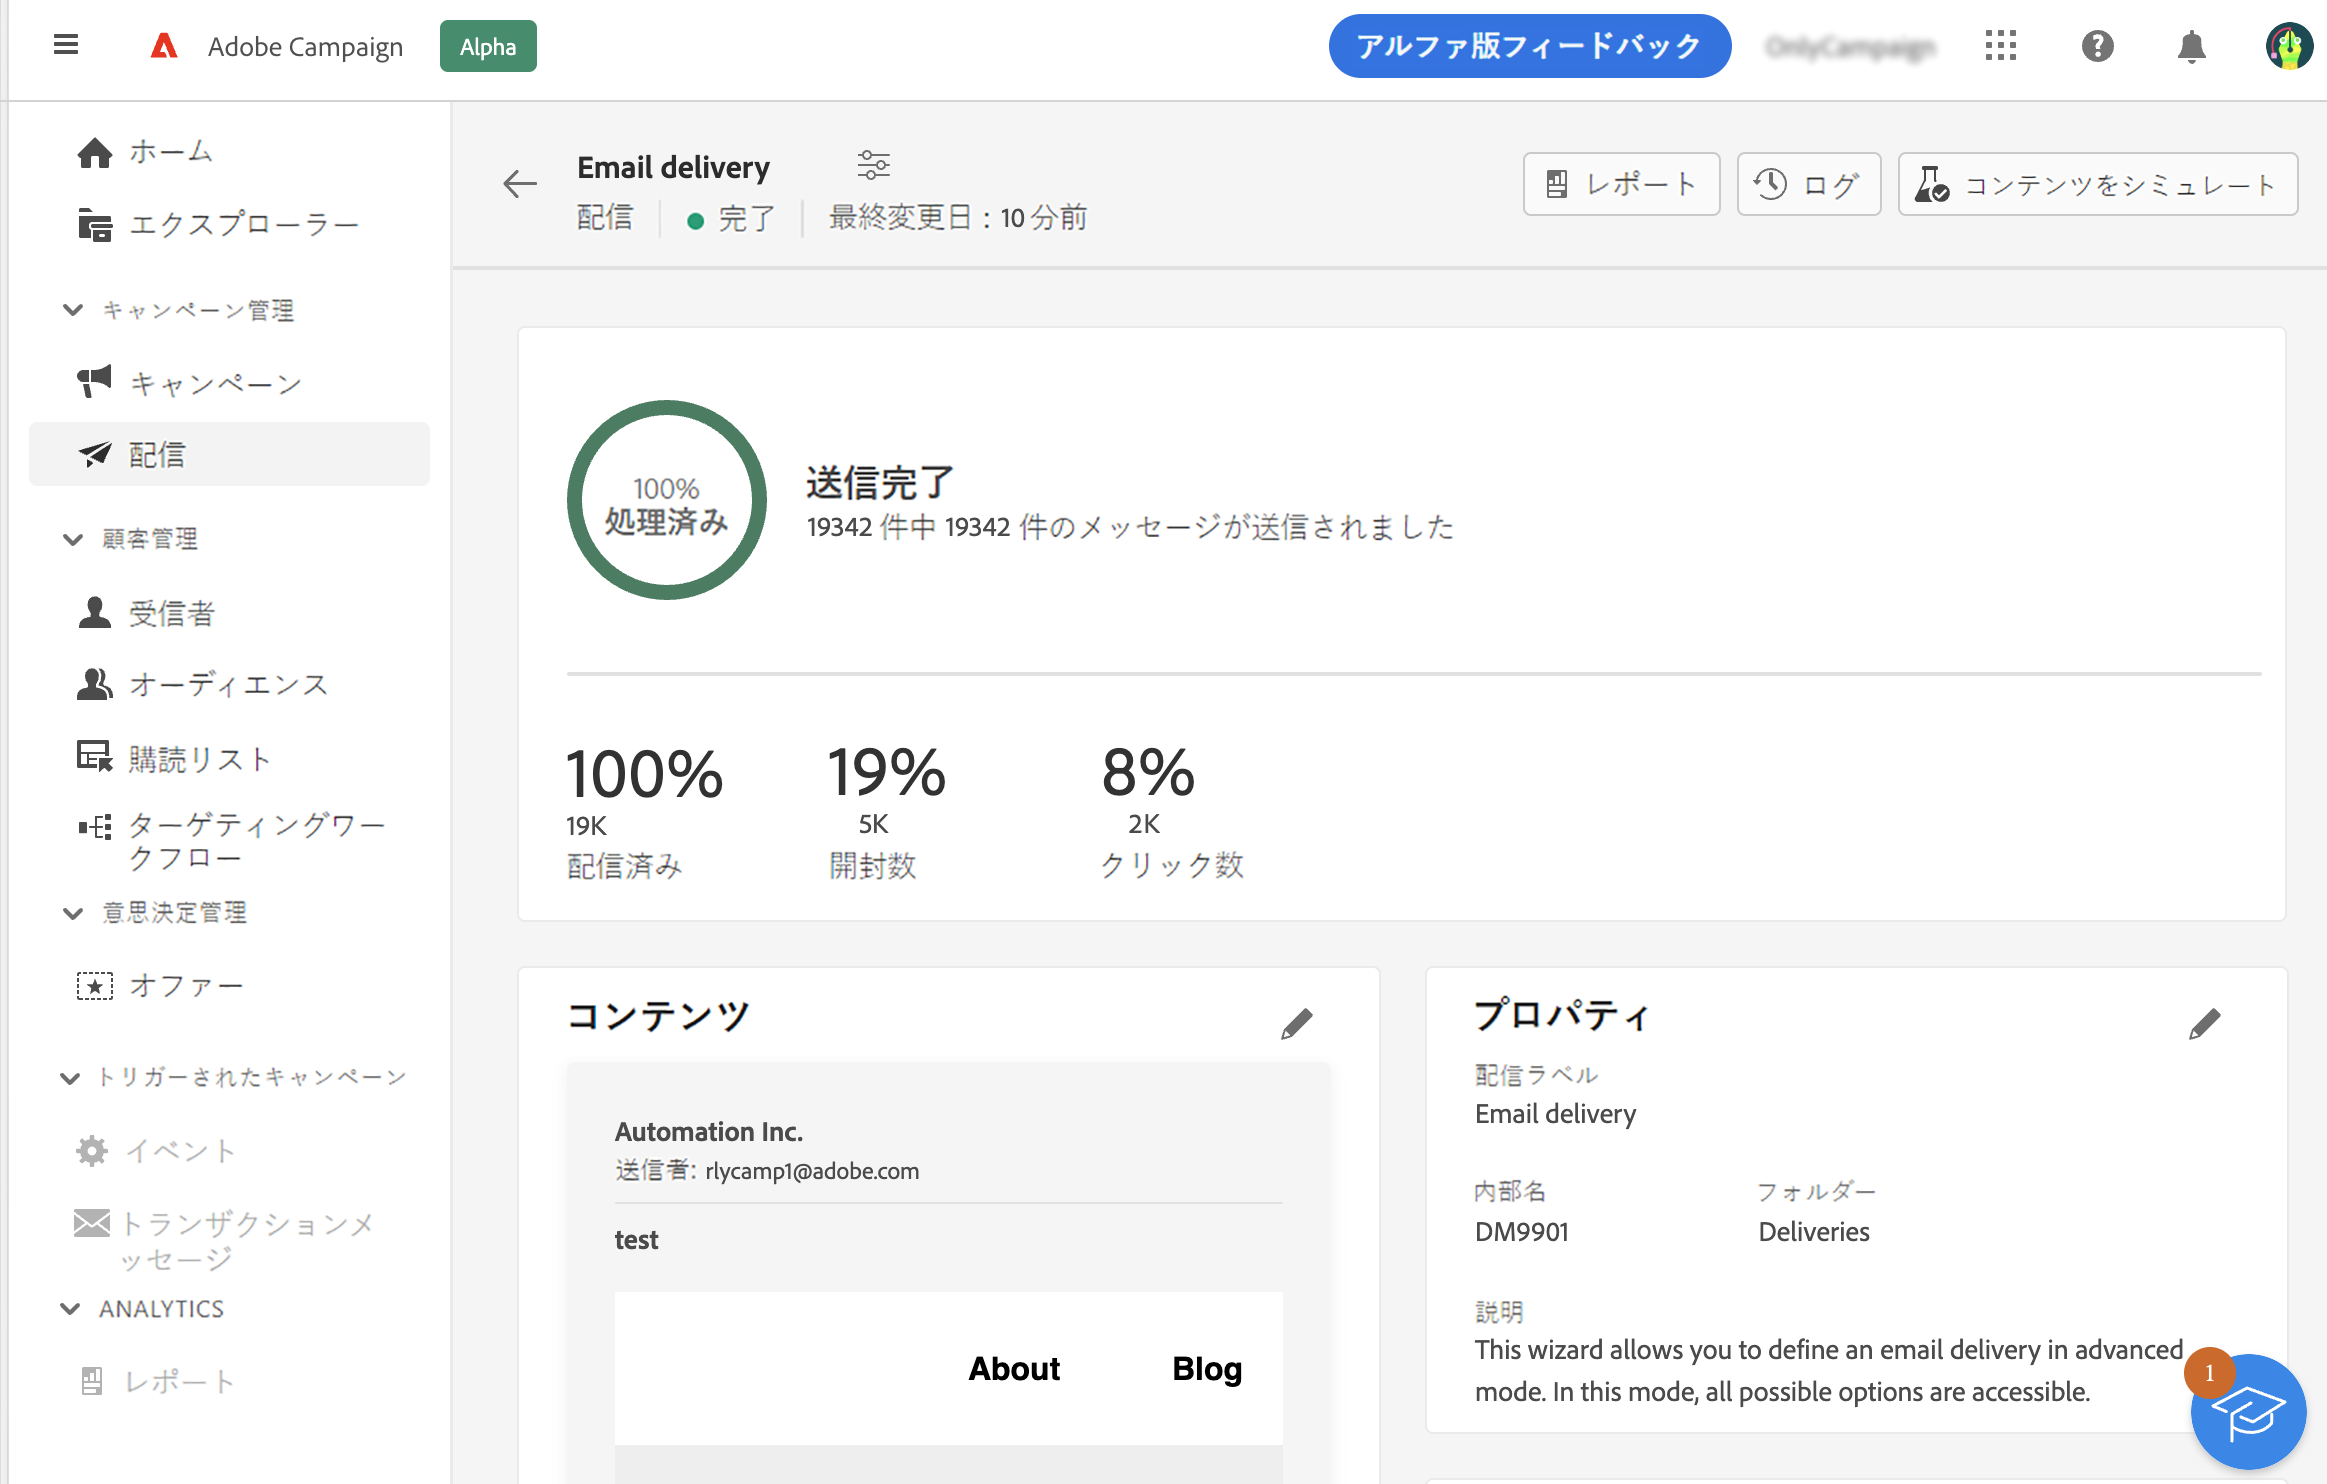 Adobe Campaign
Alpha
アルファ版フィードバック
OnlyCampaign
ホーム
エクスプローラー
キャンペーン管理
キャンペーン
配信
顧客管理
受信者
オーディエンス
購読リスト
ターゲティングワー
クフロー
意思決定管理
オファー
トリガーされたキャンペーン
イベント
トランザクションメ
ッセージ
ANALYTICS
レポート
Email delivery
配信
完了
最終変更日 : 10 分前
レポート
ログ
コンテンツをシミュレート
100%
処理済み
送信完了
19342 件中 19342 件のメッセージが送信されました
100%
19K
配信済み
19%
5K
開封数
8%
2K
クリック数
コンテンツ
Automation Inc.
送信者: rlycamp1@adobe.com
test
About
Blog
プロパティ
配信ラベル
Email delivery
内部名
DM9901
フォルダー
Deliveries
説明
This wizard allows you to define an email delivery in advanced
mode. In this mode, all possible options are accessible.
1